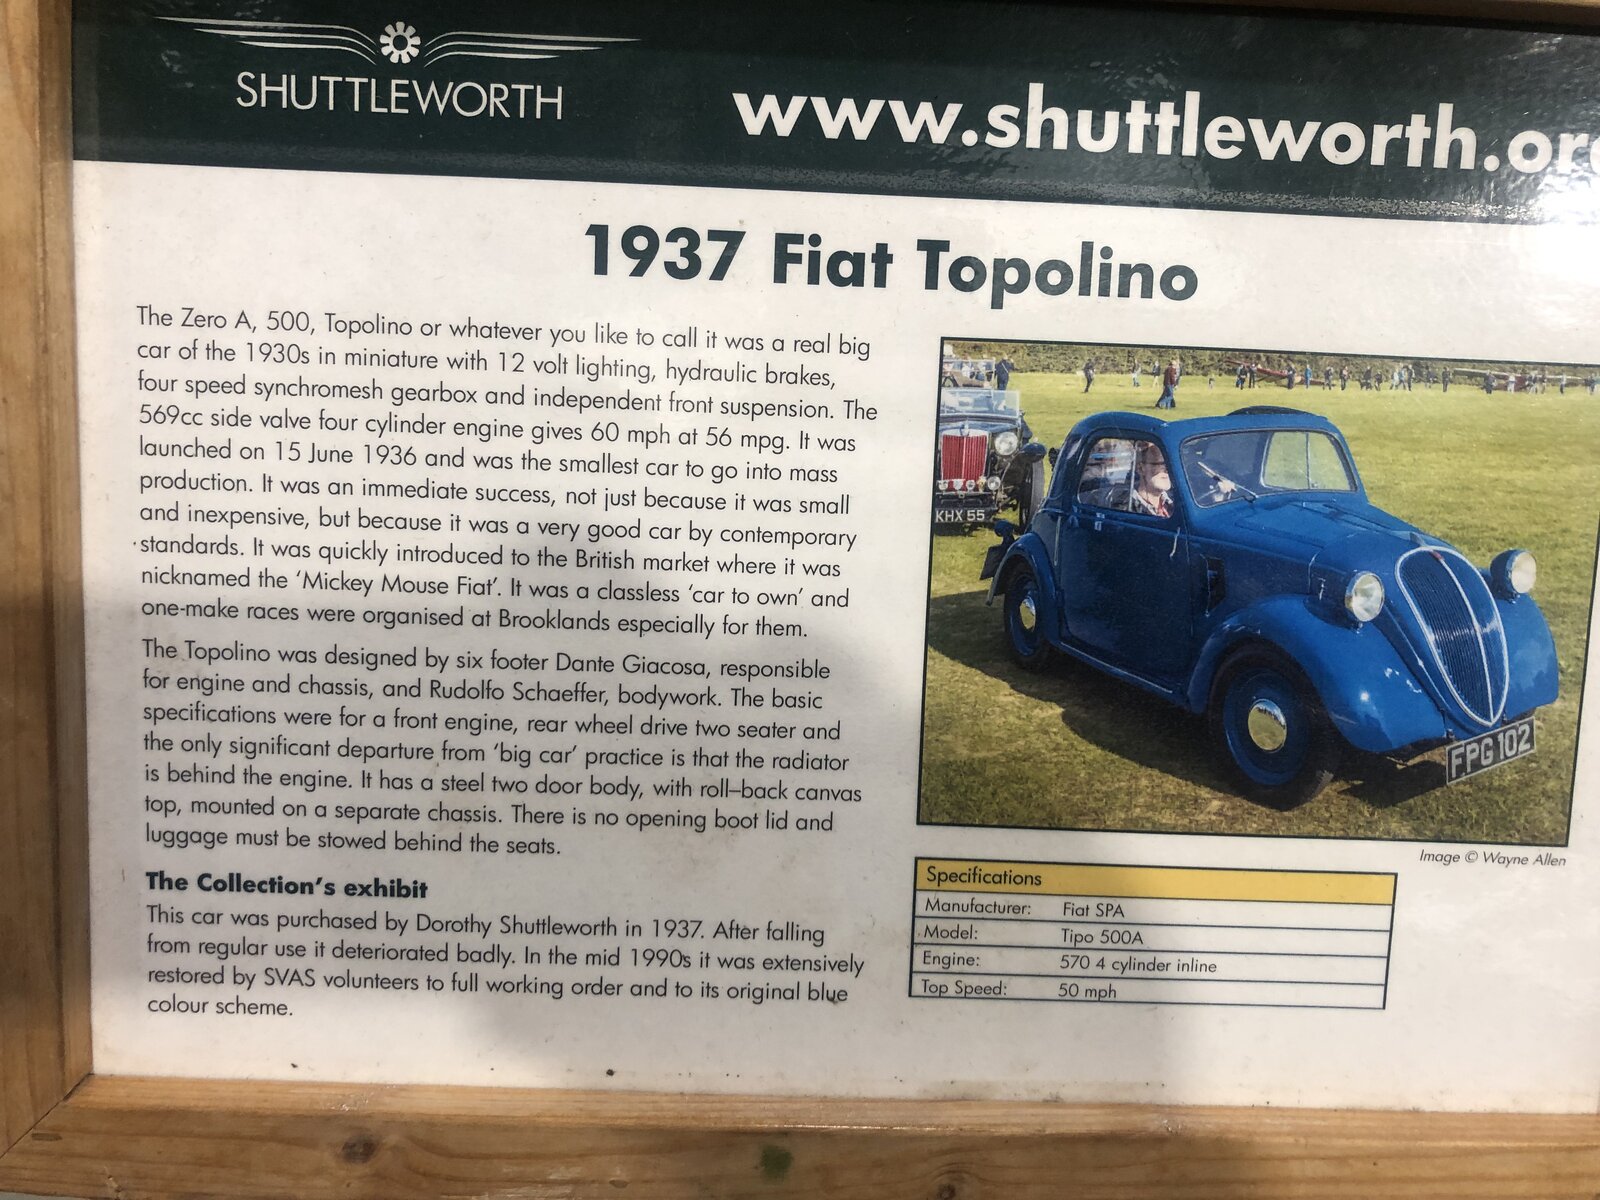 SHUTTLEWORTH
www.shuttleworth.org
1937 Fiat Topolino
The Zero A, 500, Topolino or whatever you like to call it was a real big
car of the 1930s in miniature with 12 volt lighting, hydraulic brakes,
four speed synchromesh gearbox and independent front suspension. The
569cc side valve four cylinder engine gives 60 mph at 56 mpg. It was
launched on 15 June 1936 and was the smallest car to go into mass
production. It was an immediate success, not just because it was small
and inexpensive, but because it was a very good car by contemporary
standards. It was quickly introduced to the British market where it was
nicknamed the ‘Mickey Mouse Fiat’. It was a classless ‘car to own’ and
one-make races were organised at Brooklands especially for them.
The Topolino was designed by six footer Dante Giacosa, responsible
for engine and chassis, and Rudolfo Schaeffer, bodywork. The basic
specifications were for a front engine, rear wheel drive two seater and
the only significant departure from ‘big car’ practice is that the radiator
is behind the engine. It has a steel two door body, with roll–back canvas
top, mounted on a separate chassis. There is no opening boot lid and
luggage must be stowed behind the seats.
The Collection’s exhibit
This car was purchased by Dorothy Shuttleworth in 1937. After falling
from regular use it deteriorated badly. In the mid 1990s it was extensively
restored by SVAS volunteers to full working order and to its original blue
colour scheme.
KHX 55
FPG 102
Image © Wayne Allen
Specifications
Manufacturer: Fiat SPA
Model: Tipo 500A
Engine: 570 4 cylinder inline
Top Speed: 50 mph